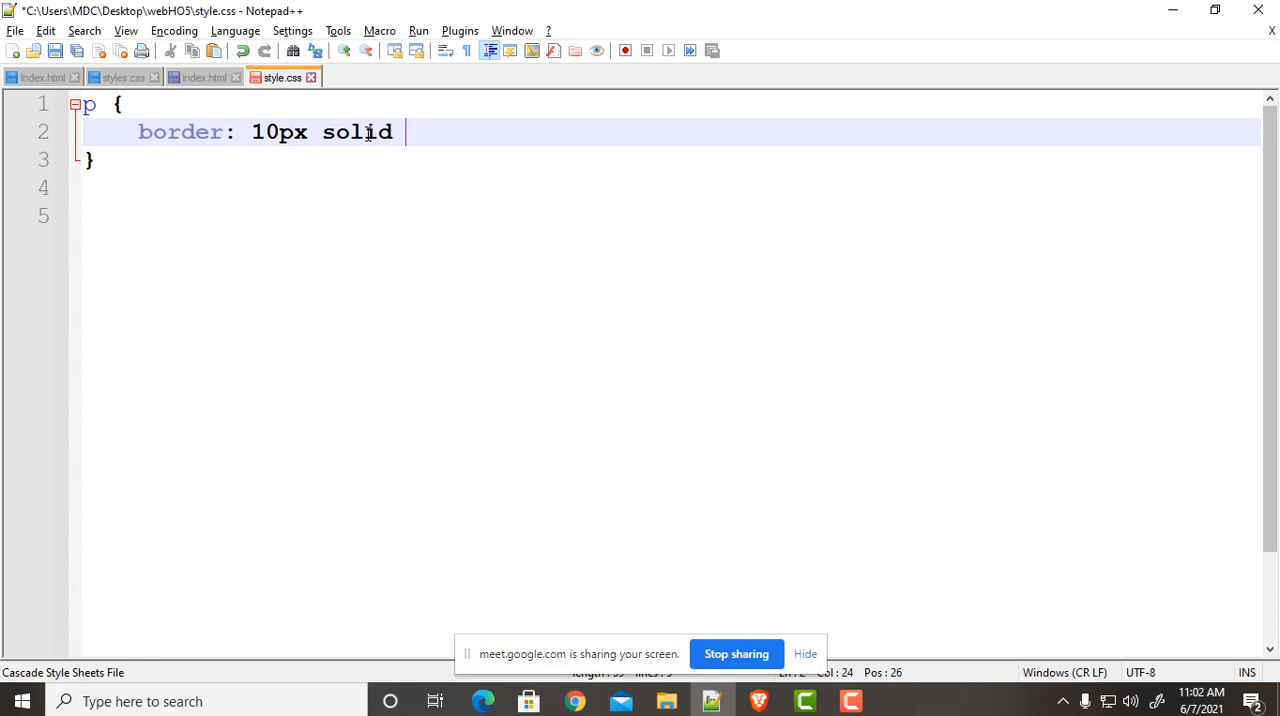 *C:\Users\MDC\Desktop\webHO5\style.css - Notepad++
File Edit Search View Encoding Language Settings Tools Macro Run Plugins Window ?
X
Index.html styles.css index.html style.css
1 p {
2 border: 10px solid
3 }
4
5
meet.google.com is sharing your screen. Stop sharing Hide
Cascade Style Sheets File Col : 24 Pos : 26 Windows (CR LF) UTF-8 INS
Type here to search
11:02 AM
6/7/2021
2